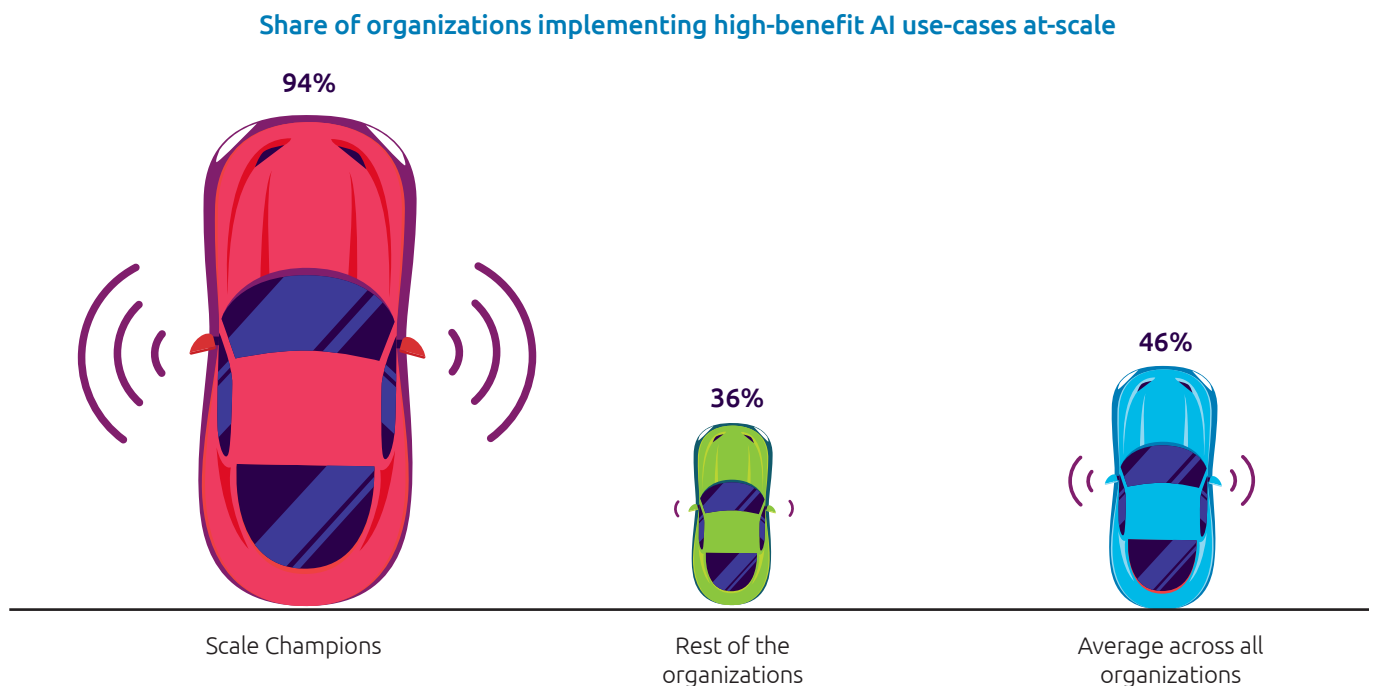 Share of organizations implementing high-benefit AI use-cases at-scale
94%
36%
46%
Scale Champions
Rest of the
organizations
Average across all
organizations